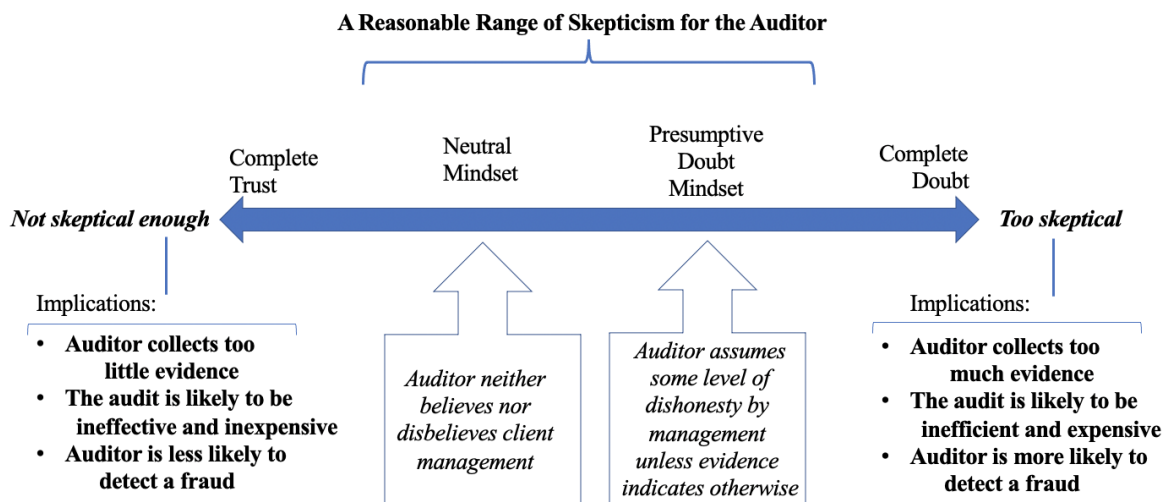 A Reasonable Range of Skepticism for the Auditor
Complete
Trust
Neutral
Mindset
Presumptive
Doubt
Mindset
Complete
Doubt
Not skeptical enough
Too skeptical
Implications:
• Auditor collects too
little evidence
• The audit is likely to be
ineffective and inexpensive
• Auditor is less likely to
detect a fraud
Auditor neither
believes nor
disbelieves client
management
Auditor assumes
some level of
dishonesty by
management
unless evidence
indicates otherwise
Implications:
• Auditor collects too
much evidence
• The audit is likely to be
inefficient and expensive
• Auditor is more likely to
detect a fraud